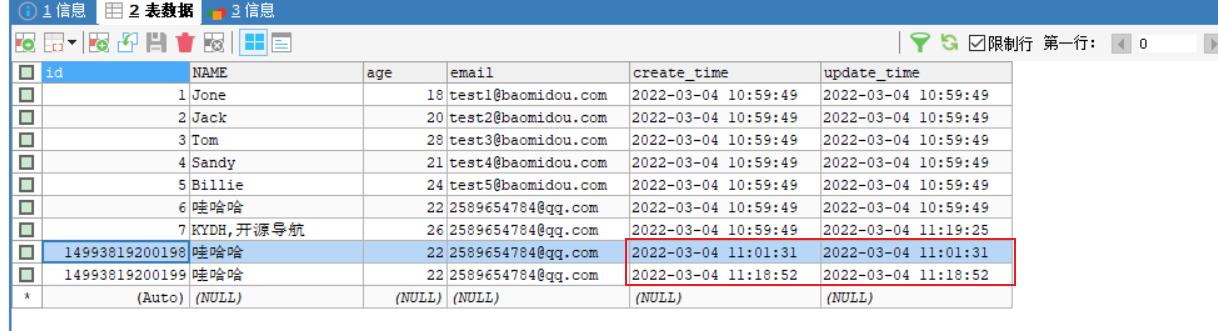 1 信息 2 表数据 3 信息
限制行 第一行: 0
id NAME age email create_time update_time
1 Jone 18 test1@baomidou.com 2022-03-04 10:59:49 2022-03-04 10:59:49
2 Jack 20 test2@baomidou.com 2022-03-04 10:59:49 2022-03-04 10:59:49
3 Tom 28 test3@baomidou.com 2022-03-04 10:59:49 2022-03-04 10:59:49
4 Sandy 21 test4@baomidou.com 2022-03-04 10:59:49 2022-03-04 10:59:49
5 Billie 24 test5@baomidou.com 2022-03-04 10:59:49 2022-03-04 10:59:49
6 哇哈哈 22 2589654784@qq.com 2022-03-04 10:59:49 2022-03-04 10:59:49
7 KYDH,开源导航 26 2589654784@qq.com 2022-03-04 10:59:49 2022-03-04 11:19:25
14993819200198 哇哈哈 22 2589654784@qq.com 2022-03-04 11:01:31 2022-03-04 11:01:31
14993819200199 哇哈哈 22 2589654784@qq.com 2022-03-04 11:18:52 2022-03-04 11:18:52
* (Auto) (NULL) (NULL) (NULL) (NULL) (NULL)